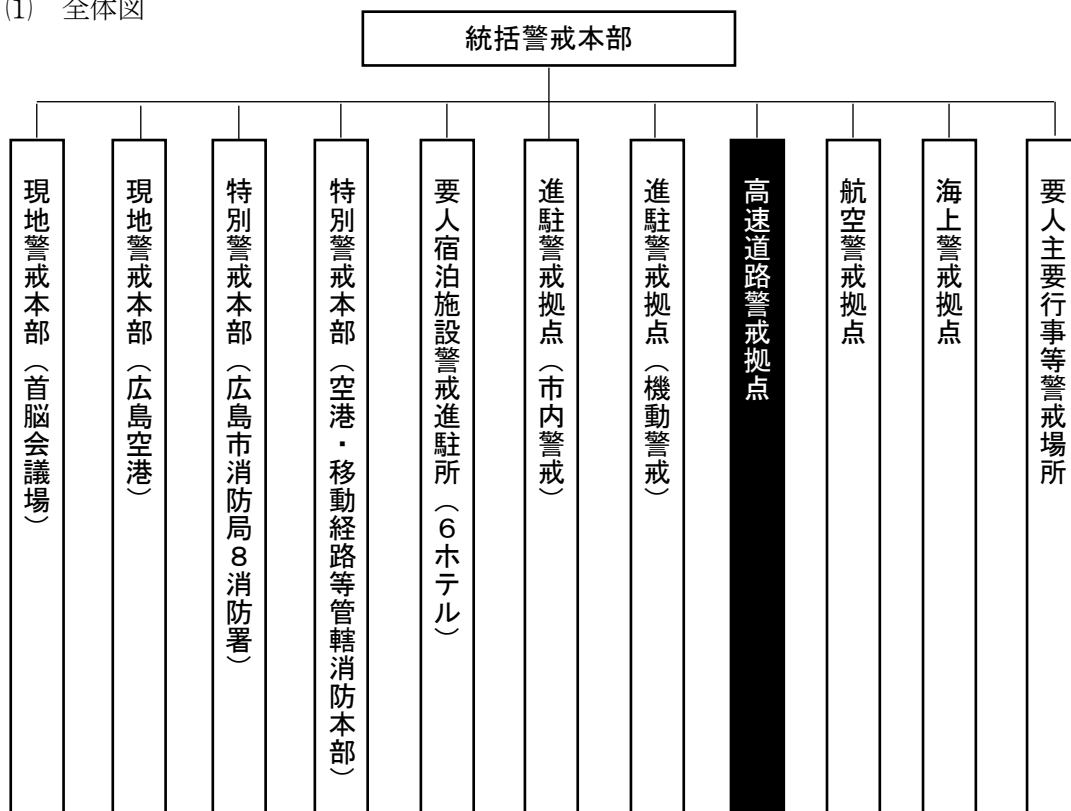 ⑴　全体図
統括警戒本部
現地警戒本部（首脳会議場）
現地警戒本部（広島空港）
特別警戒本部（広島市消防局８消防署）
特別警戒本部（空港・移動経路等管轄消防本部）
要人宿泊施設警戒進駐所（６ホテル）
進駐警戒拠点（市内警戒）
進駐警戒拠点（機動警戒）
高速道路警戒拠点
航空警戒拠点
海上警戒拠点
要人主要行事等警戒場所